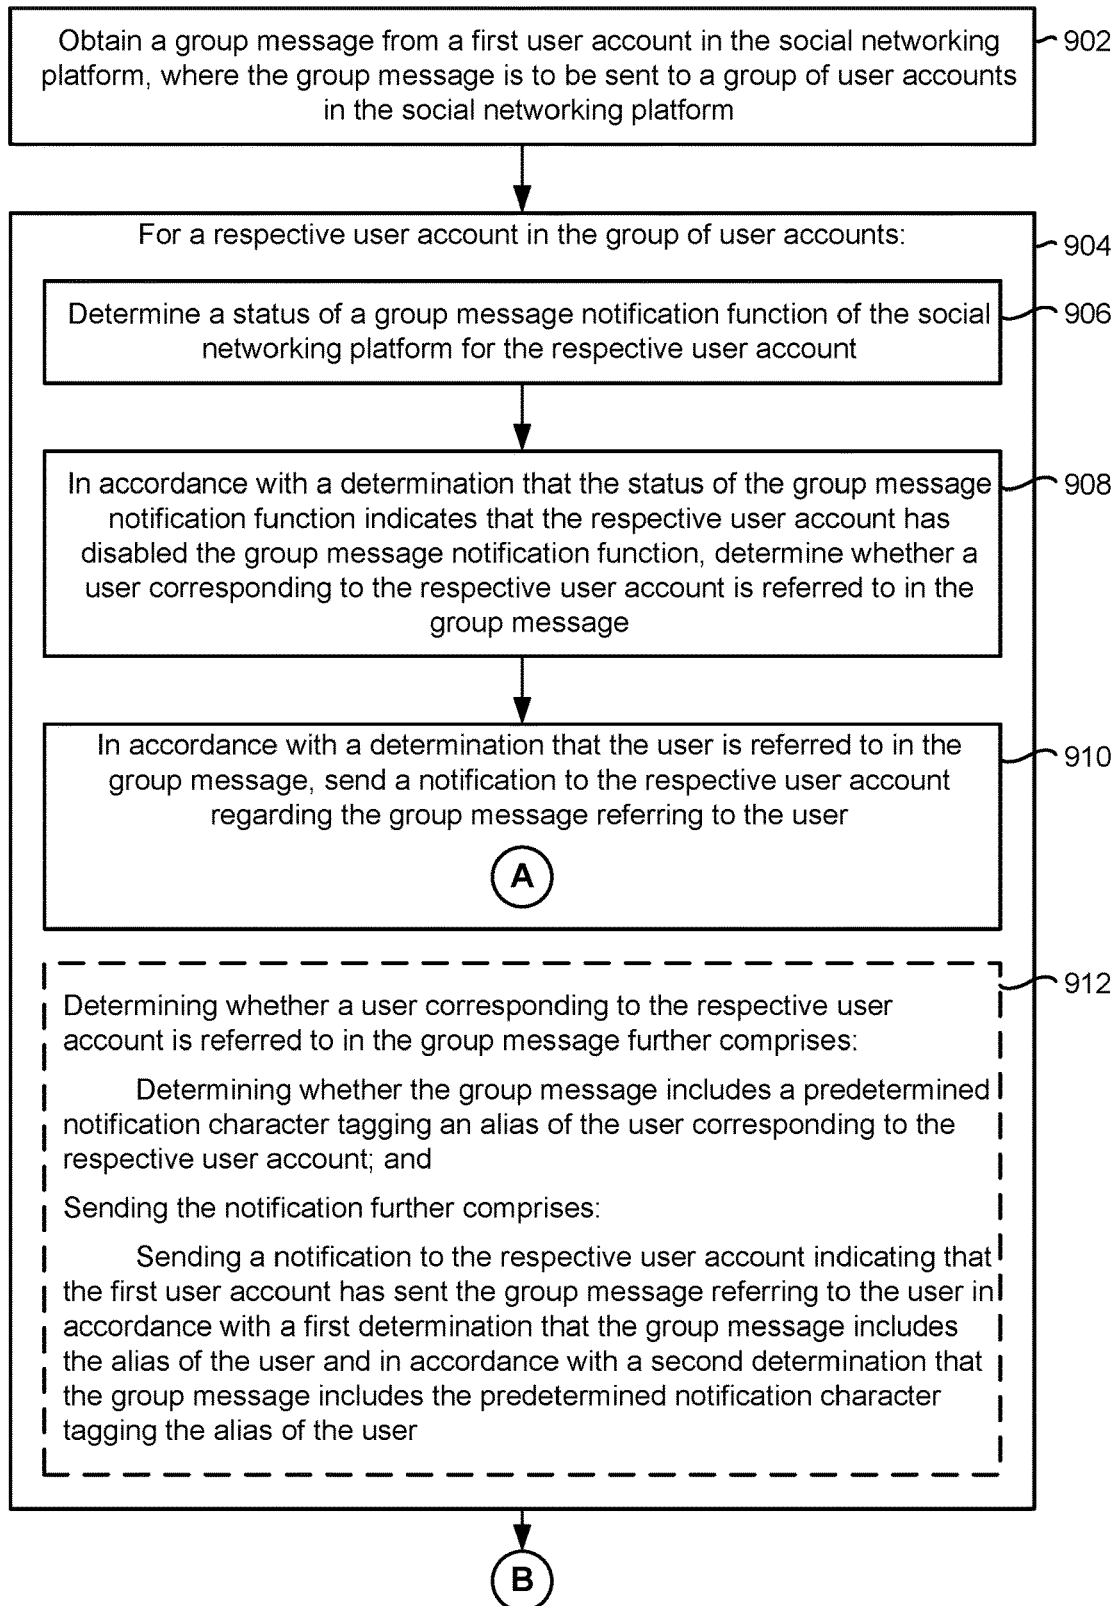 Obtain a group message from a first user account in the social networking
platform, where the group message is to be sent to a group of user accounts
in the social networking platform
902
For a respective user account in the group of user accounts:
904
Determine a status of a group message notification function of the social
networking platform for the respective user account
906
In accordance with a determination that the status of the group message
notification function indicates that the respective user account has
disabled the group message notification function, determine whether a
user corresponding to the respective user account is referred to in the
group message
908
In accordance with a determination that the user is referred to in the
group message, send a notification to the respective user account
regarding the group message referring to the user
910
A
912
Determining whether a user corresponding to the respective user
account is referred to in the group message further comprises:
Determining whether the group message includes a predetermined
notification character tagging an alias of the user corresponding to the
respective user account; and
Sending the notification further comprises:
Sending a notification to the respective user account indicating that
the first user account has sent the group message referring to the user in
accordance with a first determination that the group message includes
the alias of the user and in accordance with a second determination that
the group message includes the predetermined notification character
tagging the alias of the user
B